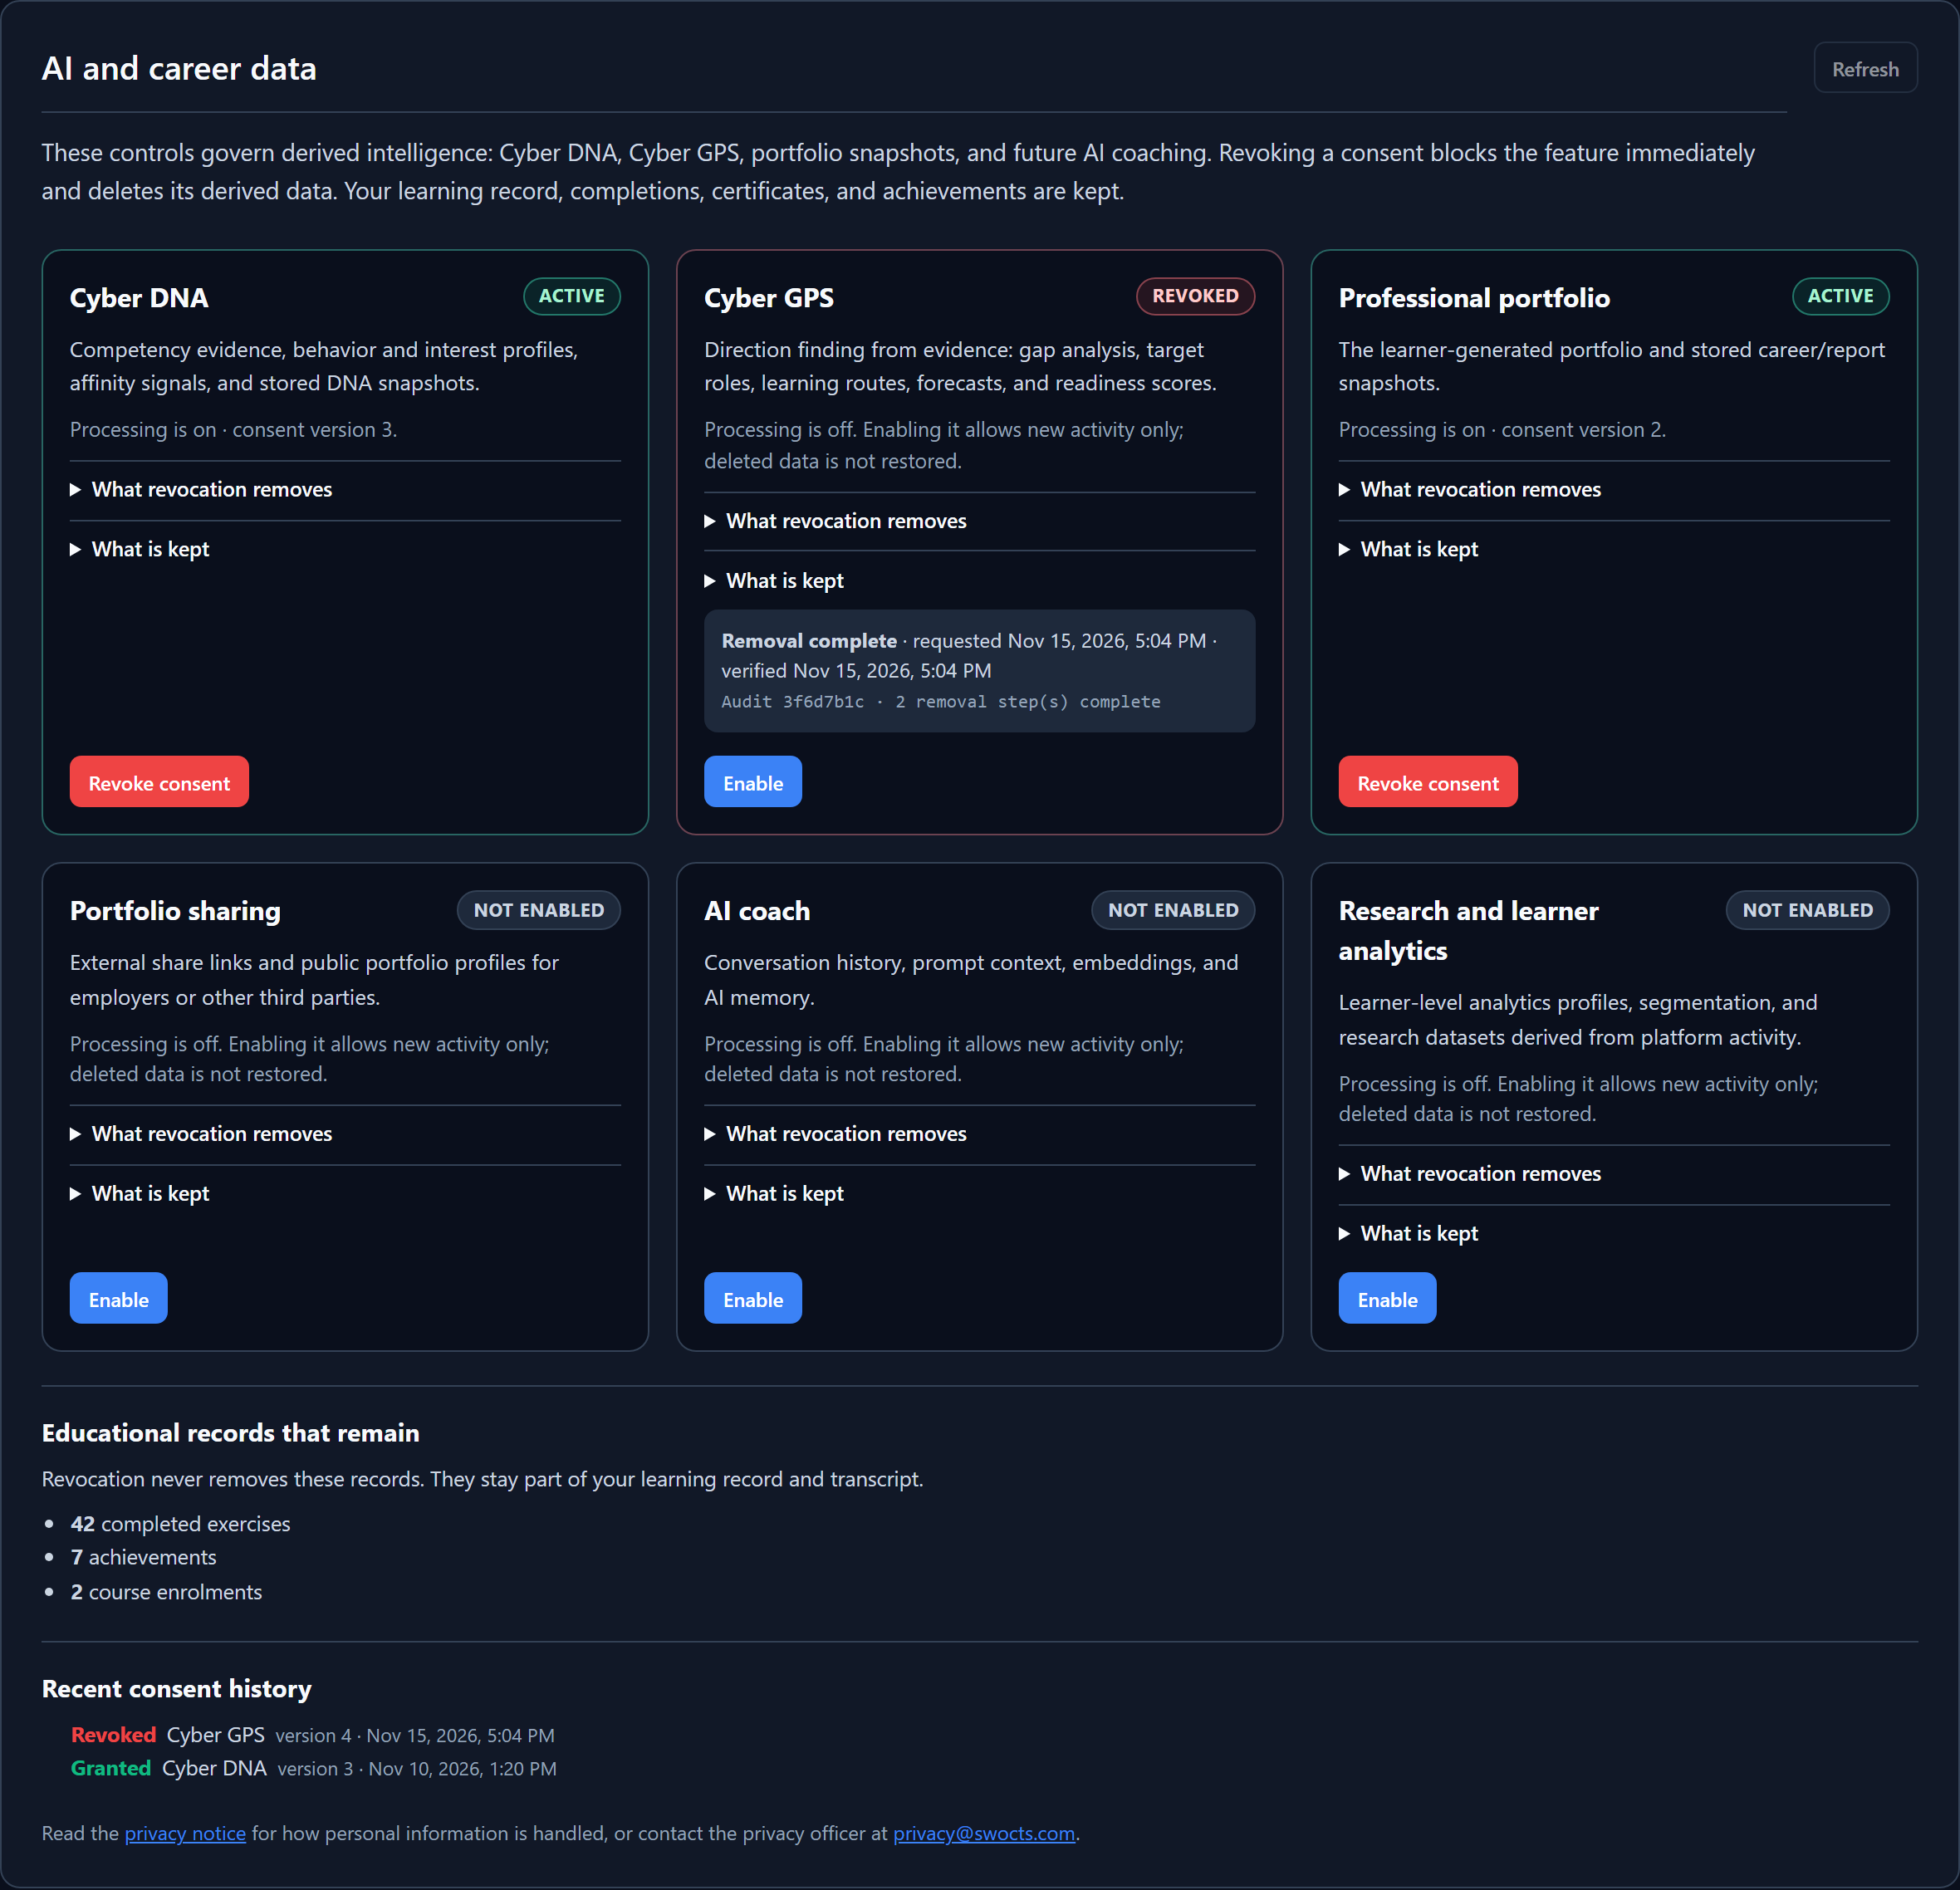 AI and career data
Refresh
These controls govern derived intelligence: Cyber DNA, Cyber GPS, portfolio snapshots, and future AI coaching. Revoking a consent blocks the feature immediately
and deletes its derived data. Your learning record, completions, certificates, and achievements are kept.
Cyber DNA
ACTIVE
Competency evidence, behavior and interest profiles,
affinity signals, and stored DNA snapshots.
Processing is on · consent version 3.
What revocation removes
What is kept
Revoke consent
Cyber GPS
REVOKED
Direction finding from evidence: gap analysis, target
roles, learning routes, forecasts, and readiness scores.
Processing is off. Enabling it allows new activity only;
deleted data is not restored.
What revocation removes
What is kept
Removal complete · requested Nov 15, 2026, 5:04 PM ·
verified Nov 15, 2026, 5:04 PM
Audit 3f6d7b1c · 2 removal step(s) complete
Enable
Professional portfolio
ACTIVE
The learner-generated portfolio and stored career/report
snapshots.
Processing is on · consent version 2.
What revocation removes
What is kept
Revoke consent
Portfolio sharing
NOT ENABLED
External share links and public portfolio profiles for
employers or other third parties.
Processing is off. Enabling it allows new activity only;
deleted data is not restored.
What revocation removes
What is kept
Enable
AI coach
NOT ENABLED
Conversation history, prompt context, embeddings, and
AI memory.
Processing is off. Enabling it allows new activity only;
deleted data is not restored.
What revocation removes
What is kept
Enable
Research and learner
analytics
NOT ENABLED
Learner-level analytics profiles, segmentation, and
research datasets derived from platform activity.
Processing is off. Enabling it allows new activity only;
deleted data is not restored.
What revocation removes
What is kept
Enable
Educational records that remain
Revocation never removes these records. They stay part of your learning record and transcript.
42 completed exercises
7 achievements
2 course enrolments
Recent consent history
Revoked Cyber GPS version 4 · Nov 15, 2026, 5:04 PM
Granted Cyber DNA version 3 · Nov 10, 2026, 1:20 PM
Read the privacy notice for how personal information is handled, or contact the privacy officer at privacy@swocts.com.